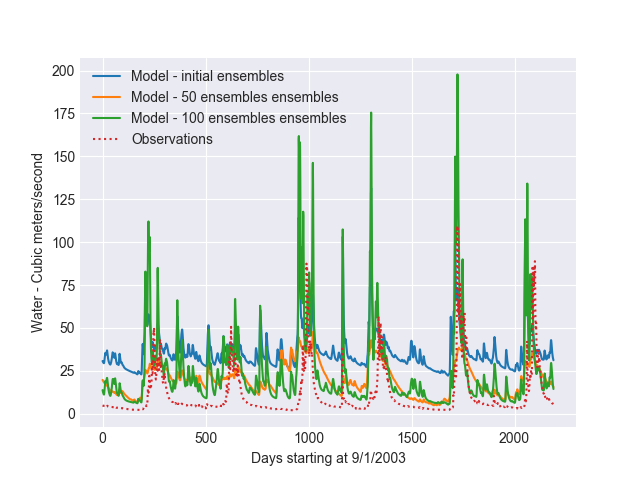 200
175
150
125
100
75
50
25
0
Water - Cubic meters/second
Model - initial ensembles
Model - 50 ensembles ensembles
Model - 100 ensembles ensembles
Observations
0 500 1000 1500 2000
Days starting at 9/1/2003